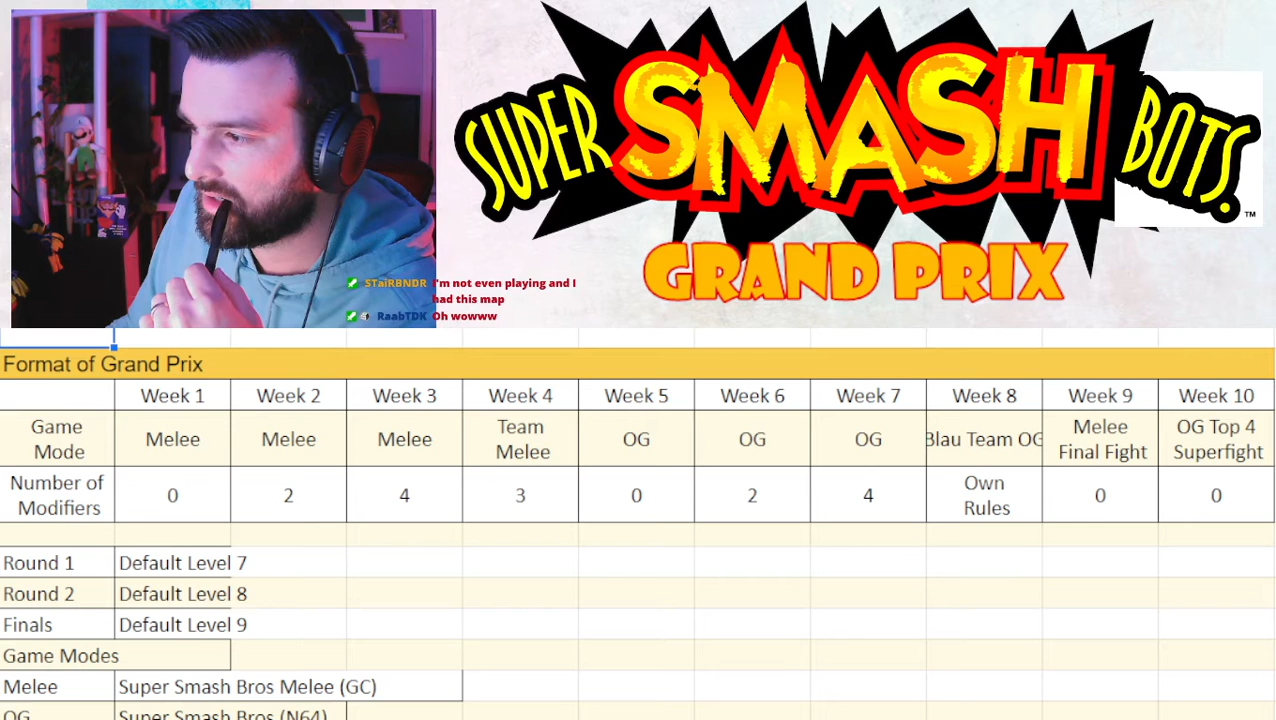 SUPER SMASH BOTS.™
GRAND PRIX
STaiRBNDR I'm not even playing and I
had this map
RaabTDK Oh wowww
Format of Grand Prix
Week 1 Week 2 Week 3 Week 4 Week 5 Week 6 Week 7 Week 8 Week 9 Week 10
Game Mode Melee Melee Melee Team Melee OG OG OG Blau Team OG Melee Final Fight OG Top 4 Superfight
Number of Modifiers 0 2 4 3 0 2 4 Own Rules 0 0
Round 1 Default Level 7
Round 2 Default Level 8
Finals Default Level 9
Game Modes
Melee Super Smash Bros Melee (GC)
OG Super Smash Bros (N64)